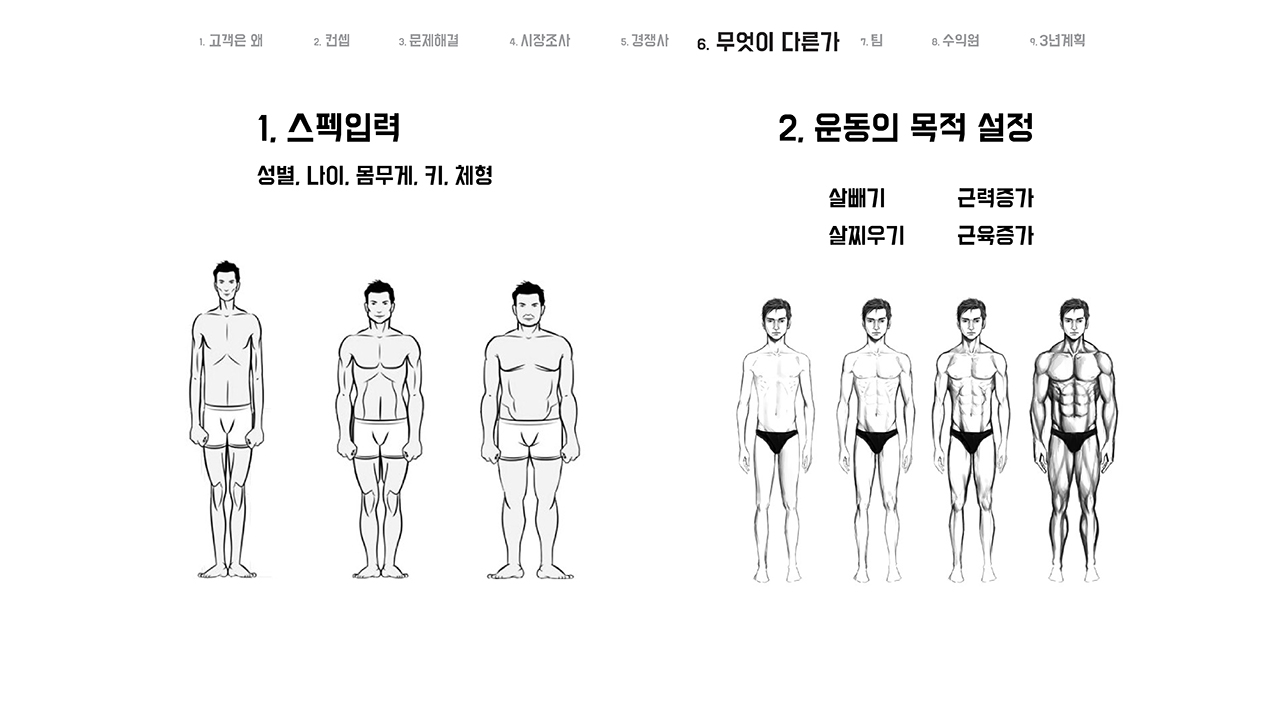 1. 고객은 왜 2. 컨셉 3. 문제해결 4. 시장조사 5. 경쟁사 6. 무엇이 다른가 7. 팀 8. 수익원 9. 3년계획
1. 스펙입력
성별, 나이, 몸무게, 키, 체형
2. 운동의 목적 설정
살빼기 근력증가
살찌우기 근육증가